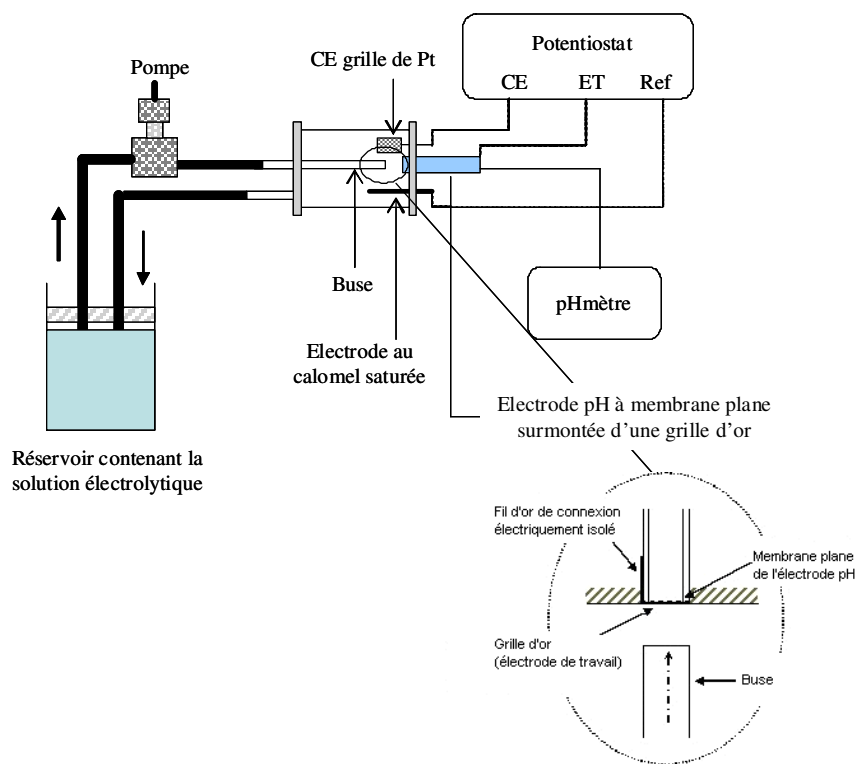 Potentiostat
CE ET Ref
CE grille de Pt
Pompe
Buse
pHmètre
Electrode au
calomel saturée
Electrode pH à membrane plane
surmontée d'une grille d'or
Réservoir contenant la
solution électrolytique
Fil d'or de connexion
électriquement isolé
Membrane plane
de l'électrode pH
Grille d'or
(électrode de travail)
Buse